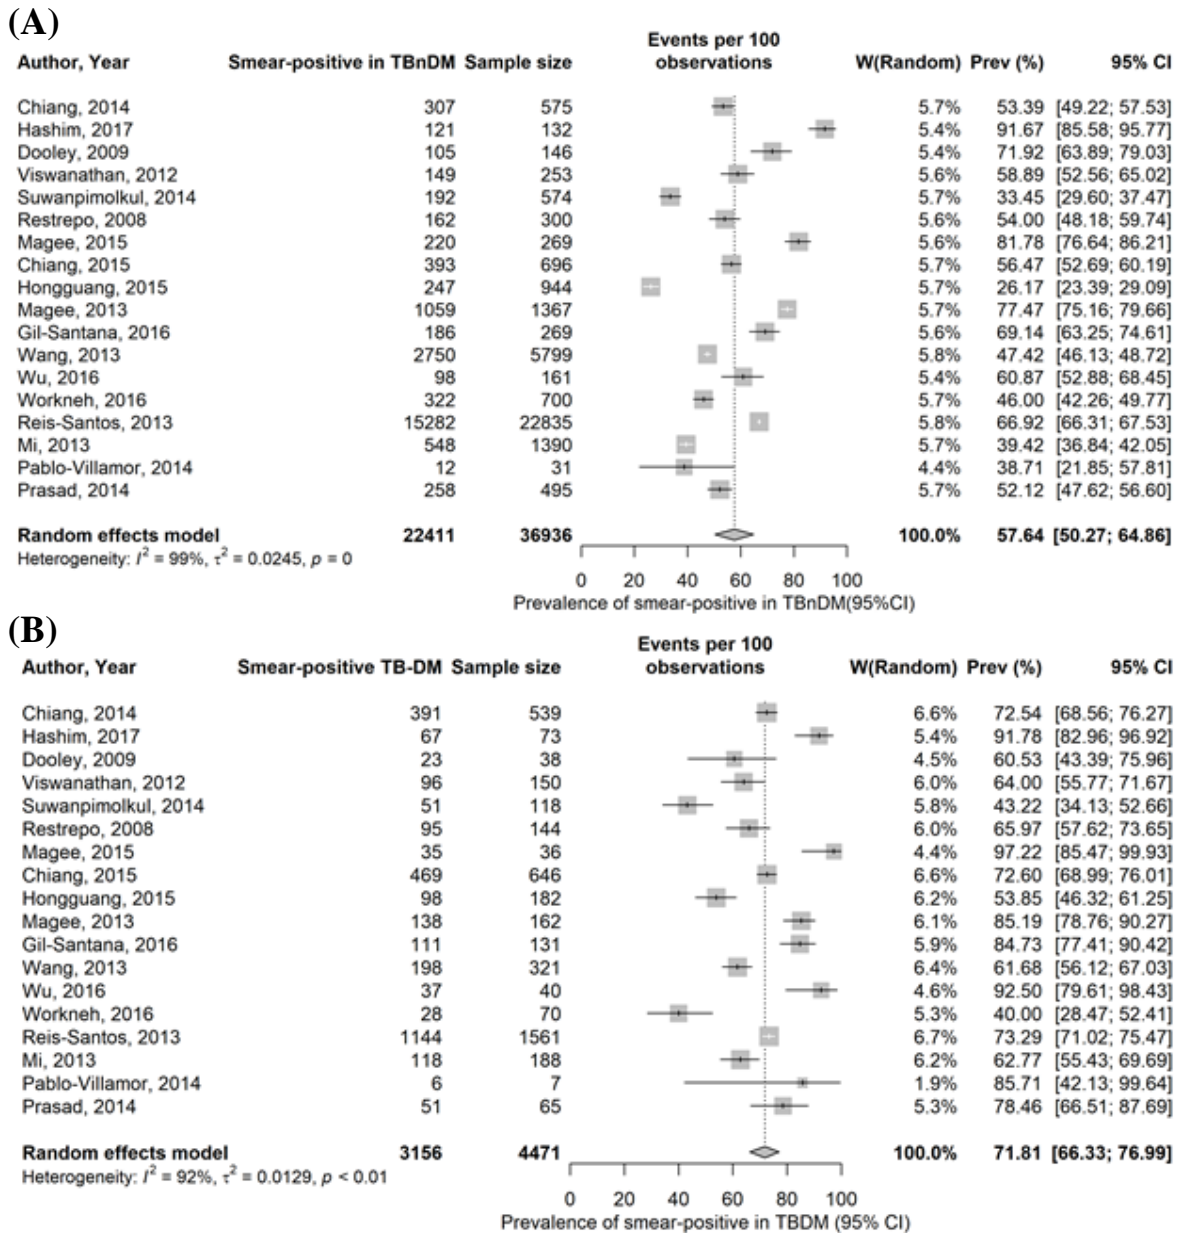 (A)
Events per 100
Author, Year Smear-positive in TBnDM Sample size observations W(Random) Prev (%) 95% CI
Chiang, 2014 307 575 5.7% 53.39 [49.22; 57.53]
Hashim, 2017 121 132 5.4% 91.67 [85.58; 95.77]
Dooley, 2009 105 146 5.4% 71.92 [63.89; 79.03]
Viswanathan, 2012 149 253 5.6% 58.89 [52.56; 65.02]
Suwanpimolkul, 2014 192 574 5.7% 33.45 [29.60; 37.47]
Restrepo, 2008 162 300 5.6% 54.00 [48.18; 59.74]
Magee, 2015 220 269 5.6% 81.78 [76.64; 86.21]
Chiang, 2015 393 696 5.7% 56.47 [52.69; 60.19]
Hongguang, 2015 247 944 5.7% 26.17 [23.39; 29.09]
Magee, 2013 1059 1367 5.7% 77.47 [75.16; 79.66]
Gil-Santana, 2016 186 269 5.6% 69.14 [63.25; 74.61]
Wang, 2013 2750 5799 5.8% 47.42 [46.13; 48.72]
Wu, 2016 98 161 5.4% 60.87 [52.88; 68.45]
Workneh, 2016 322 700 5.7% 46.00 [42.26; 49.77]
Reis-Santos, 2013 15282 22835 5.8% 66.92 [66.31; 67.53]
Mi, 2013 548 1390 5.7% 39.42 [36.84; 42.05]
Pablo-Villamor, 2014 12 31 4.4% 38.71 [21.85; 57.81]
Prasad, 2014 258 495 5.7% 52.12 [47.62; 56.60]
Random effects model 22411 36936 100.0% 57.64 [50.27; 64.86]
Heterogeneity: I² = 99%, τ² = 0.0245, p = 0
0 20 40 60 80 100
Prevalence of smear-positive in TBnDM(95%CI)
(B)
Events per 100
Author, Year Smear-positive TB-DM Sample size observations W(Random) Prev (%) 95% CI
Chiang, 2014 391 539 6.6% 72.54 [68.56; 76.27]
Hashim, 2017 67 73 5.4% 91.78 [82.96; 96.92]
Dooley, 2009 23 38 4.5% 60.53 [43.39; 75.96]
Viswanathan, 2012 96 150 6.0% 64.00 [55.77; 71.67]
Suwanpimolkul, 2014 51 118 5.8% 43.22 [34.13; 52.66]
Restrepo, 2008 95 144 6.0% 65.97 [57.62; 73.65]
Magee, 2015 35 36 4.4% 97.22 [85.47; 99.93]
Chiang, 2015 469 646 6.6% 72.60 [68.99; 76.01]
Hongguang, 2015 98 182 6.2% 53.85 [46.32; 61.25]
Magee, 2013 138 162 6.1% 85.19 [78.76; 90.27]
Gil-Santana, 2016 111 131 5.9% 84.73 [77.41; 90.42]
Wang, 2013 198 321 6.4% 61.68 [56.12; 67.03]
Wu, 2016 37 40 4.6% 92.50 [79.61; 98.43]
Workneh, 2016 28 70 5.3% 40.00 [28.47; 52.41]
Reis-Santos, 2013 1144 1561 6.7% 73.29 [71.02; 75.47]
Mi, 2013 118 188 6.2% 62.77 [55.43; 69.69]
Pablo-Villamor, 2014 6 7 1.9% 85.71 [42.13; 99.64]
Prasad, 2014 51 65 5.3% 78.46 [66.51; 87.69]
Random effects model 3156 4471 100.0% 71.81 [66.33; 76.99]
Heterogeneity: I² = 92%, τ² = 0.0129, p < 0.01
0 20 40 60 80 100
Prevalence of smear-positive in TBDM (95% CI)